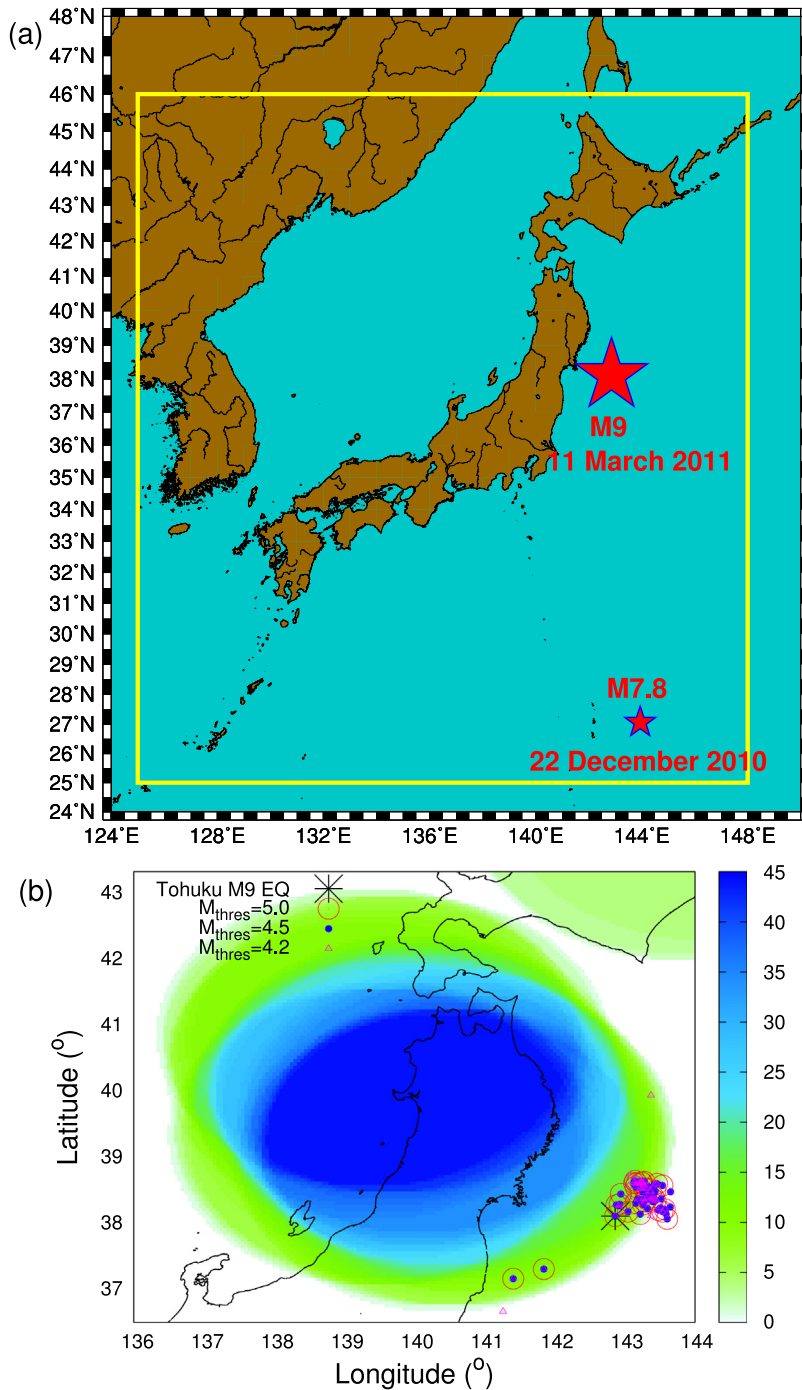 (a)
48˚N
47˚N
46˚N
45˚N
44˚N
43˚N
42˚N
41˚N
40˚N
39˚N
38˚N
37˚N
36˚N
35˚N
34˚N
33˚N
32˚N
31˚N
30˚N
29˚N
28˚N
27˚N
26˚N
25˚N
24˚N
M9
11 March 2011
M7.8
22 December 2010
124˚E 128˚E 132˚E 136˚E 140˚E 144˚E 148˚E
(b)
Tohuku M9 EQ
Mthres=5.0
Mthres=4.5
Mthres=4.2
Latitude (o)
43
42
41
40
39
38
37
136 137 138 139 140 141 142 143 144
Longitude (o)
45
40
35
30
25
20
15
10
5
0